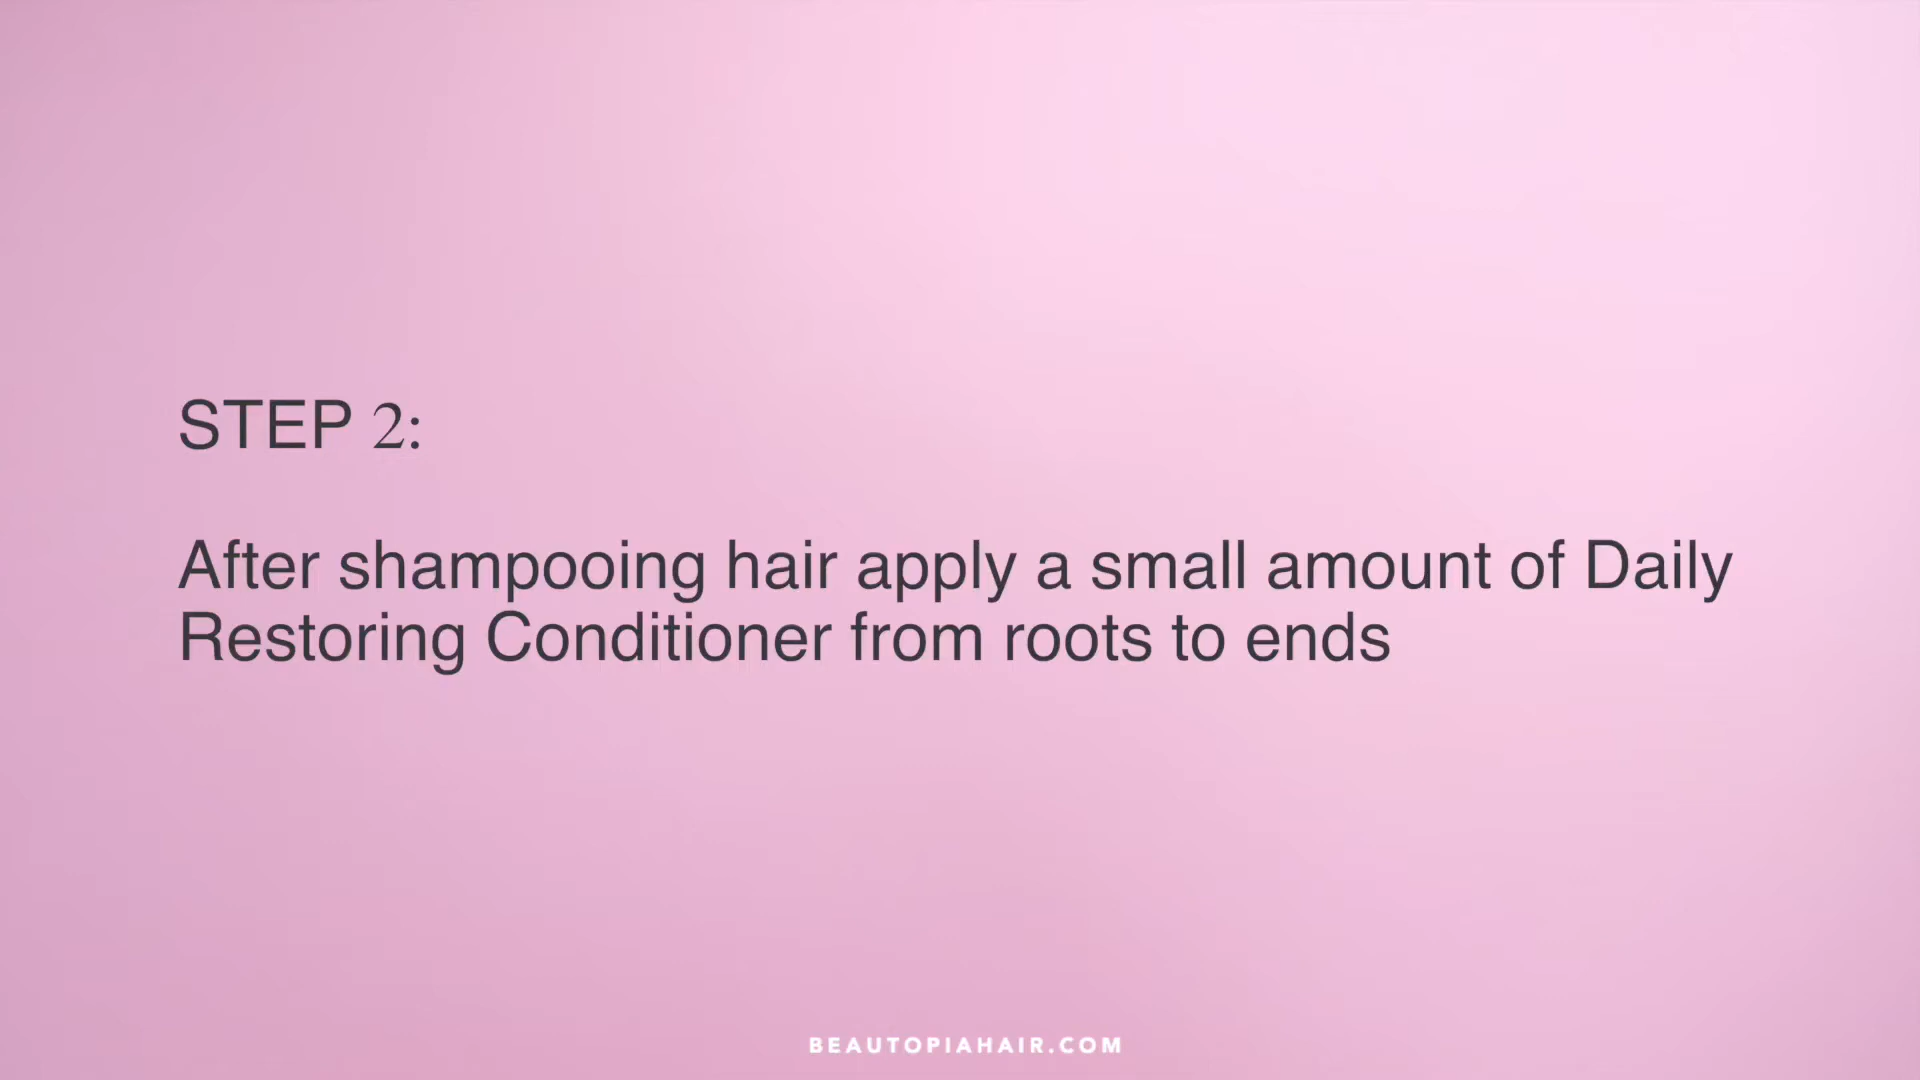 STEP 2:
After shampooing hair apply a small amount of Daily
Restoring Conditioner from roots to ends
BEAUTOPIAHAIR.COM